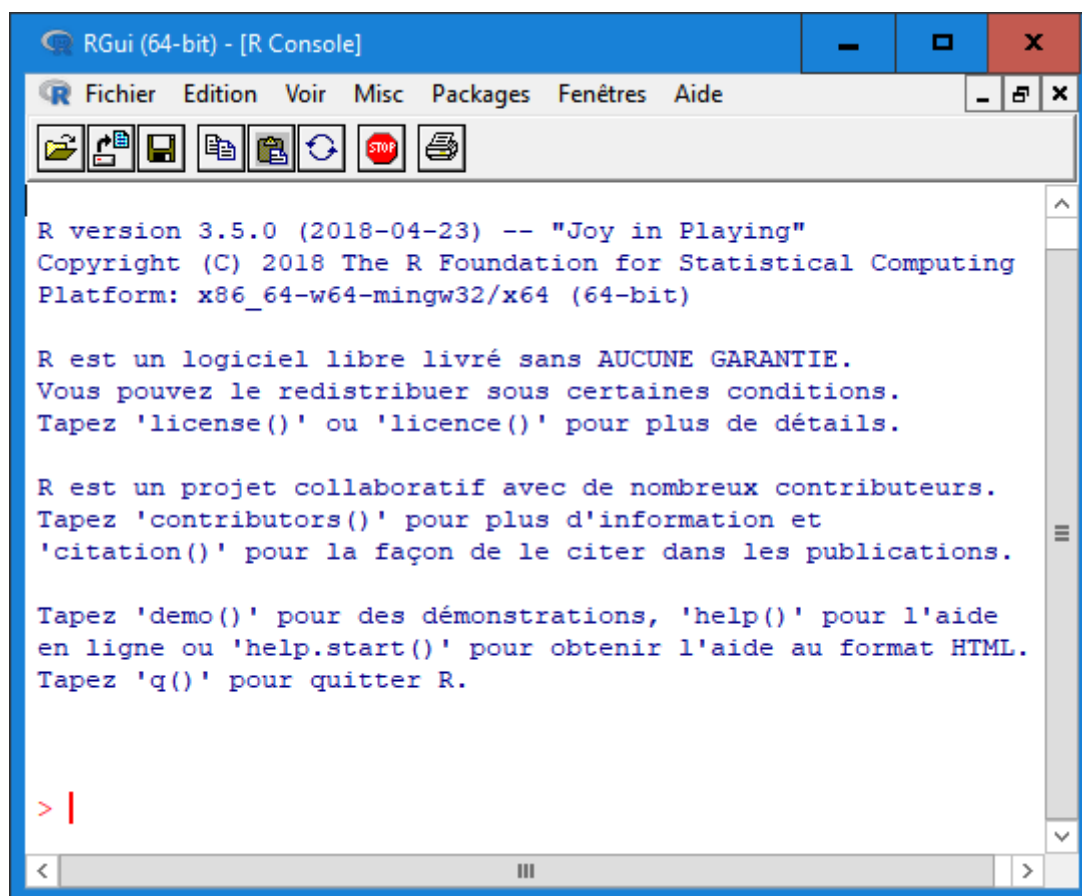 RGui (64-bit) - [R Console]
Fichier Edition Voir Misc Packages Fenêtres Aide
STOP
R version 3.5.0 (2018-04-23) -- "Joy in Playing"
Copyright (C) 2018 The R Foundation for Statistical Computing
Platform: x86_64-w64-mingw32/x64 (64-bit)
R est un logiciel libre livré sans AUCUNE GARANTIE.
Vous pouvez le redistribuer sous certaines conditions.
Tapez 'license()' ou 'licence()' pour plus de détails.
R est un projet collaboratif avec de nombreux contributeurs.
Tapez 'contributors()' pour plus d'information et
'citation()' pour la façon de le citer dans les publications.
Tapez 'demo()' pour des démonstrations, 'help()' pour l'aide
en ligne ou 'help.start()' pour obtenir l'aide au format HTML.
Tapez 'q()' pour quitter R.
>